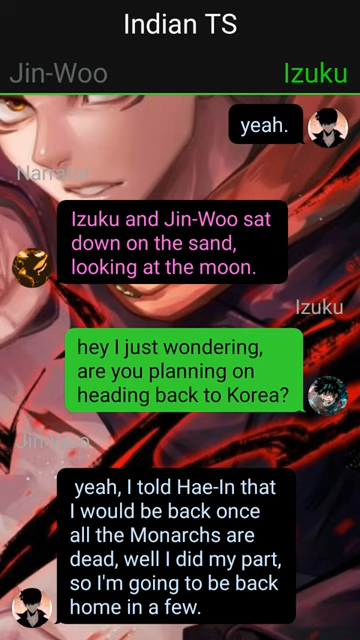 Indian TS
Jin-Woo
Izuku
yeah.
Narrator
Izuku and Jin-Woo sat
down on the sand,
looking at the moon.
Izuku
hey I just wondering,
are you planning on
heading back to Korea?
Jin-Woo
yeah, I told Hae-In that
I would be back once
all the Monarchs are
dead, well I did my part,
so I'm going to be back
home in a few.